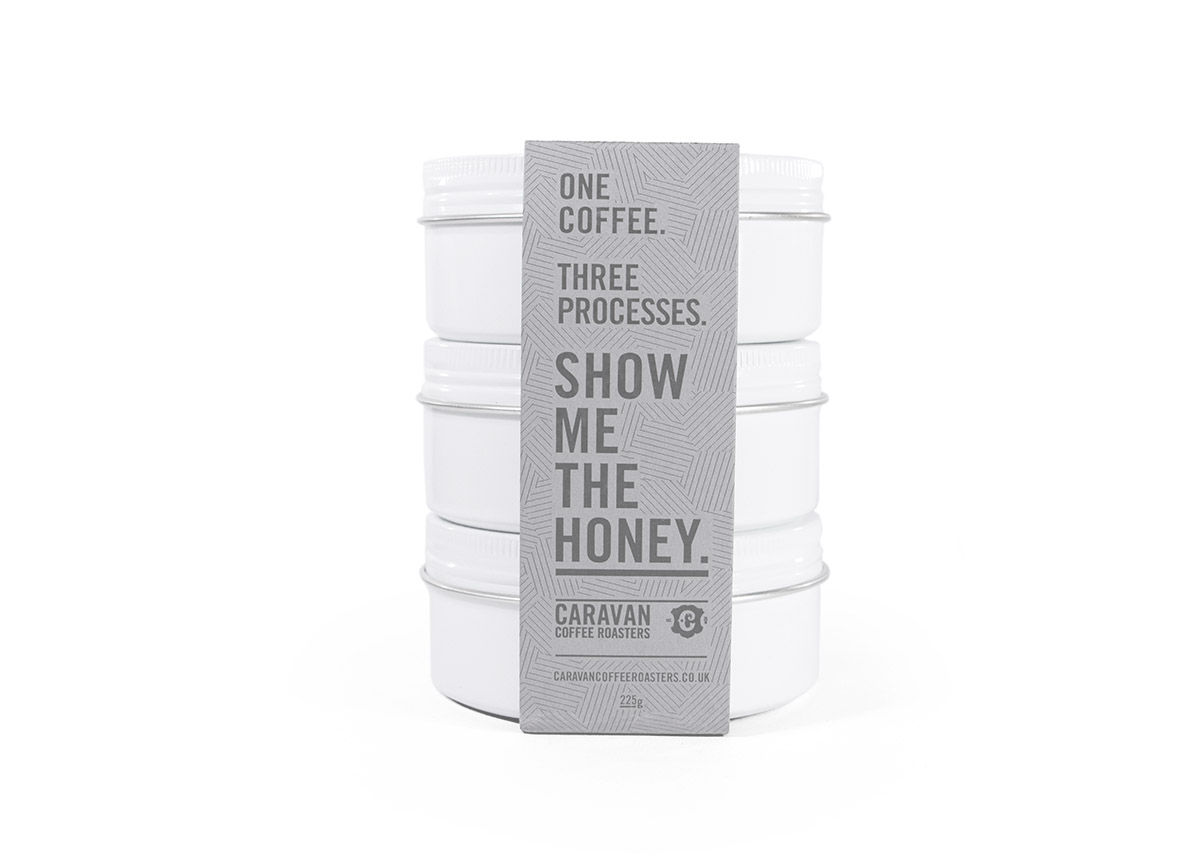 ONE
COFFEE.
THREE
PROCESSES.
SHOW
ME
THE
HONEY.
CARAVAN
COFFEE ROASTERS
C
CARAVANCOFFEEROASTERS.CO.UK
225g